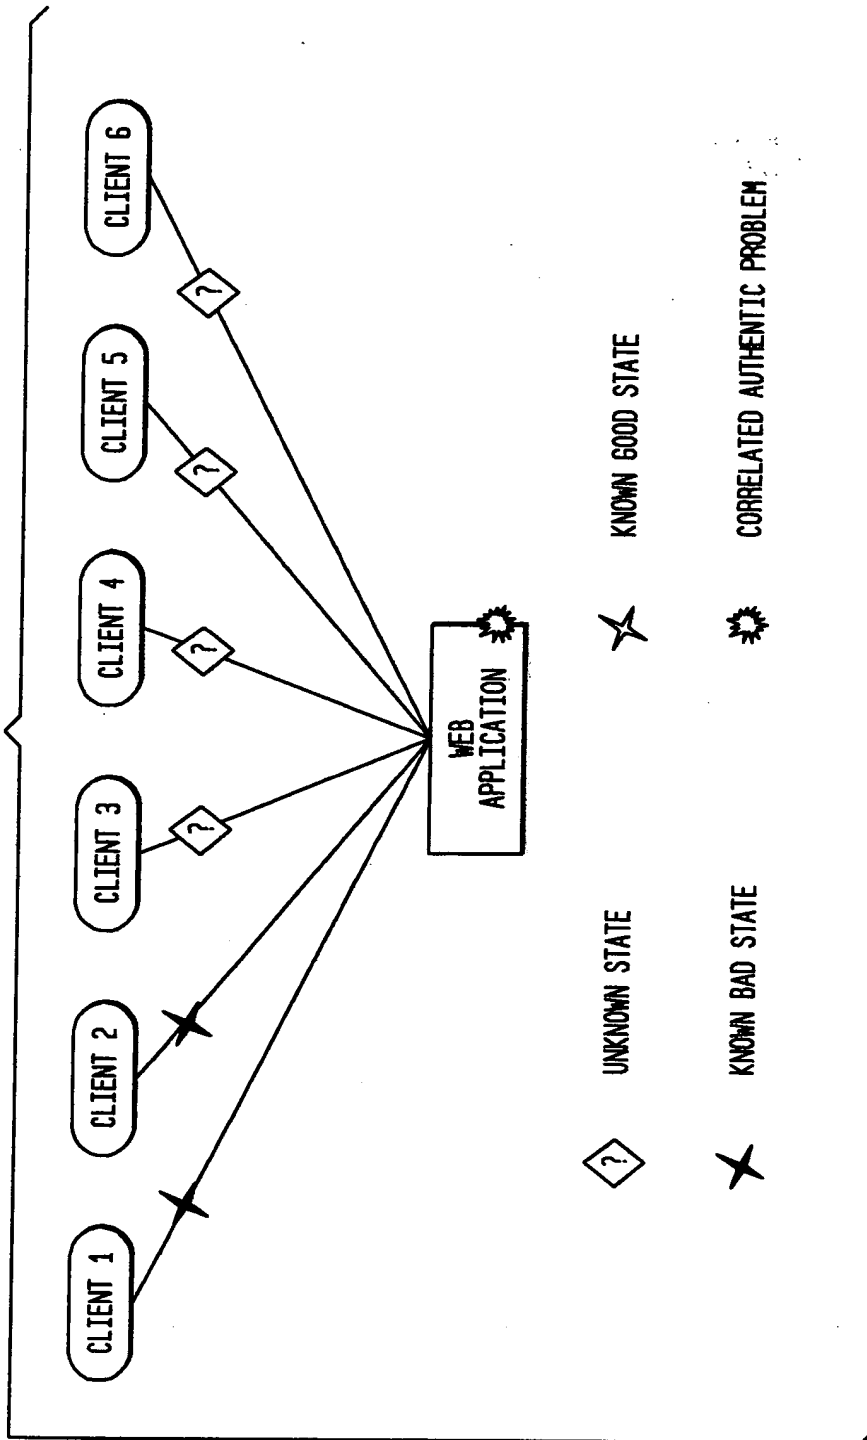 CLIENT 1
CLIENT 2
CLIENT 3
CLIENT 4
CLIENT 5
CLIENT 6
?
?
?
?
WEB
APPLICATION
? UNKNOWN STATE
KNOWN GOOD STATE
KNOWN BAD STATE
CORRELATED AUTHENTIC PROBLEM